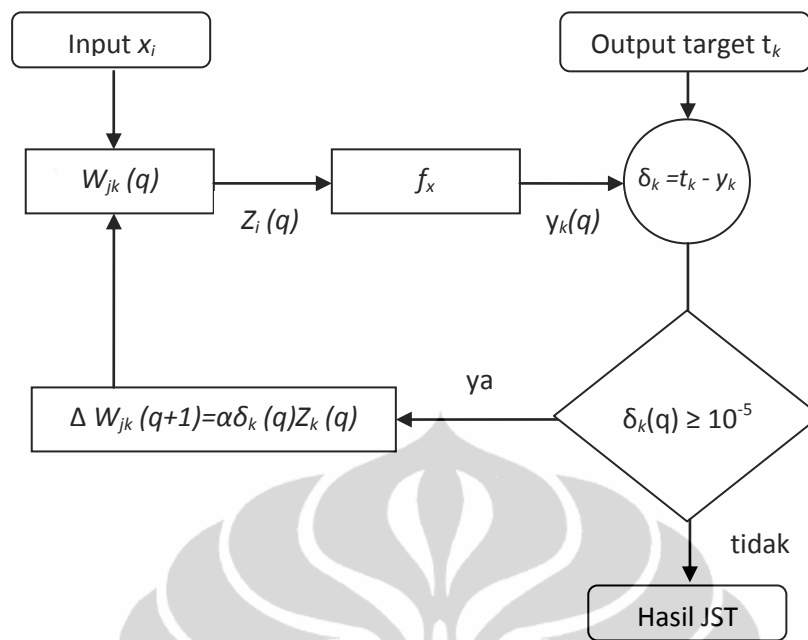 Input xᵢ
Output target tₖ
Wⱼₖ (q)
fₓ
δₖ =tₖ - yₖ
Zᵢ (q)
yₖ(q)
ya
Δ Wⱼₖ (q+1)=αδₖ (q)Zₖ (q)
δₖ(q) ≥ 10⁻⁵
tidak
Hasil JST